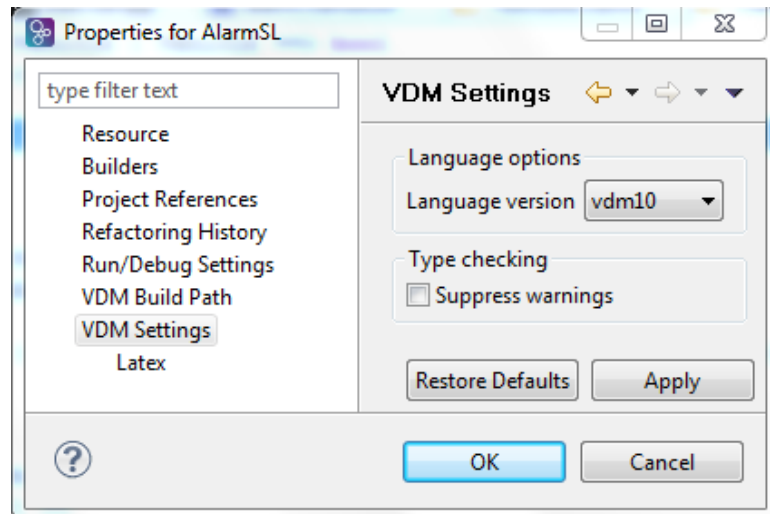 Properties for AlarmSL
type filter text
Resource
Builders
Project References
Refactoring History
Run/Debug Settings
VDM Build Path
VDM Settings
Latex
VDM Settings
Language options
Language version vdm10
Type checking
Suppress warnings
Restore Defaults Apply
OK Cancel